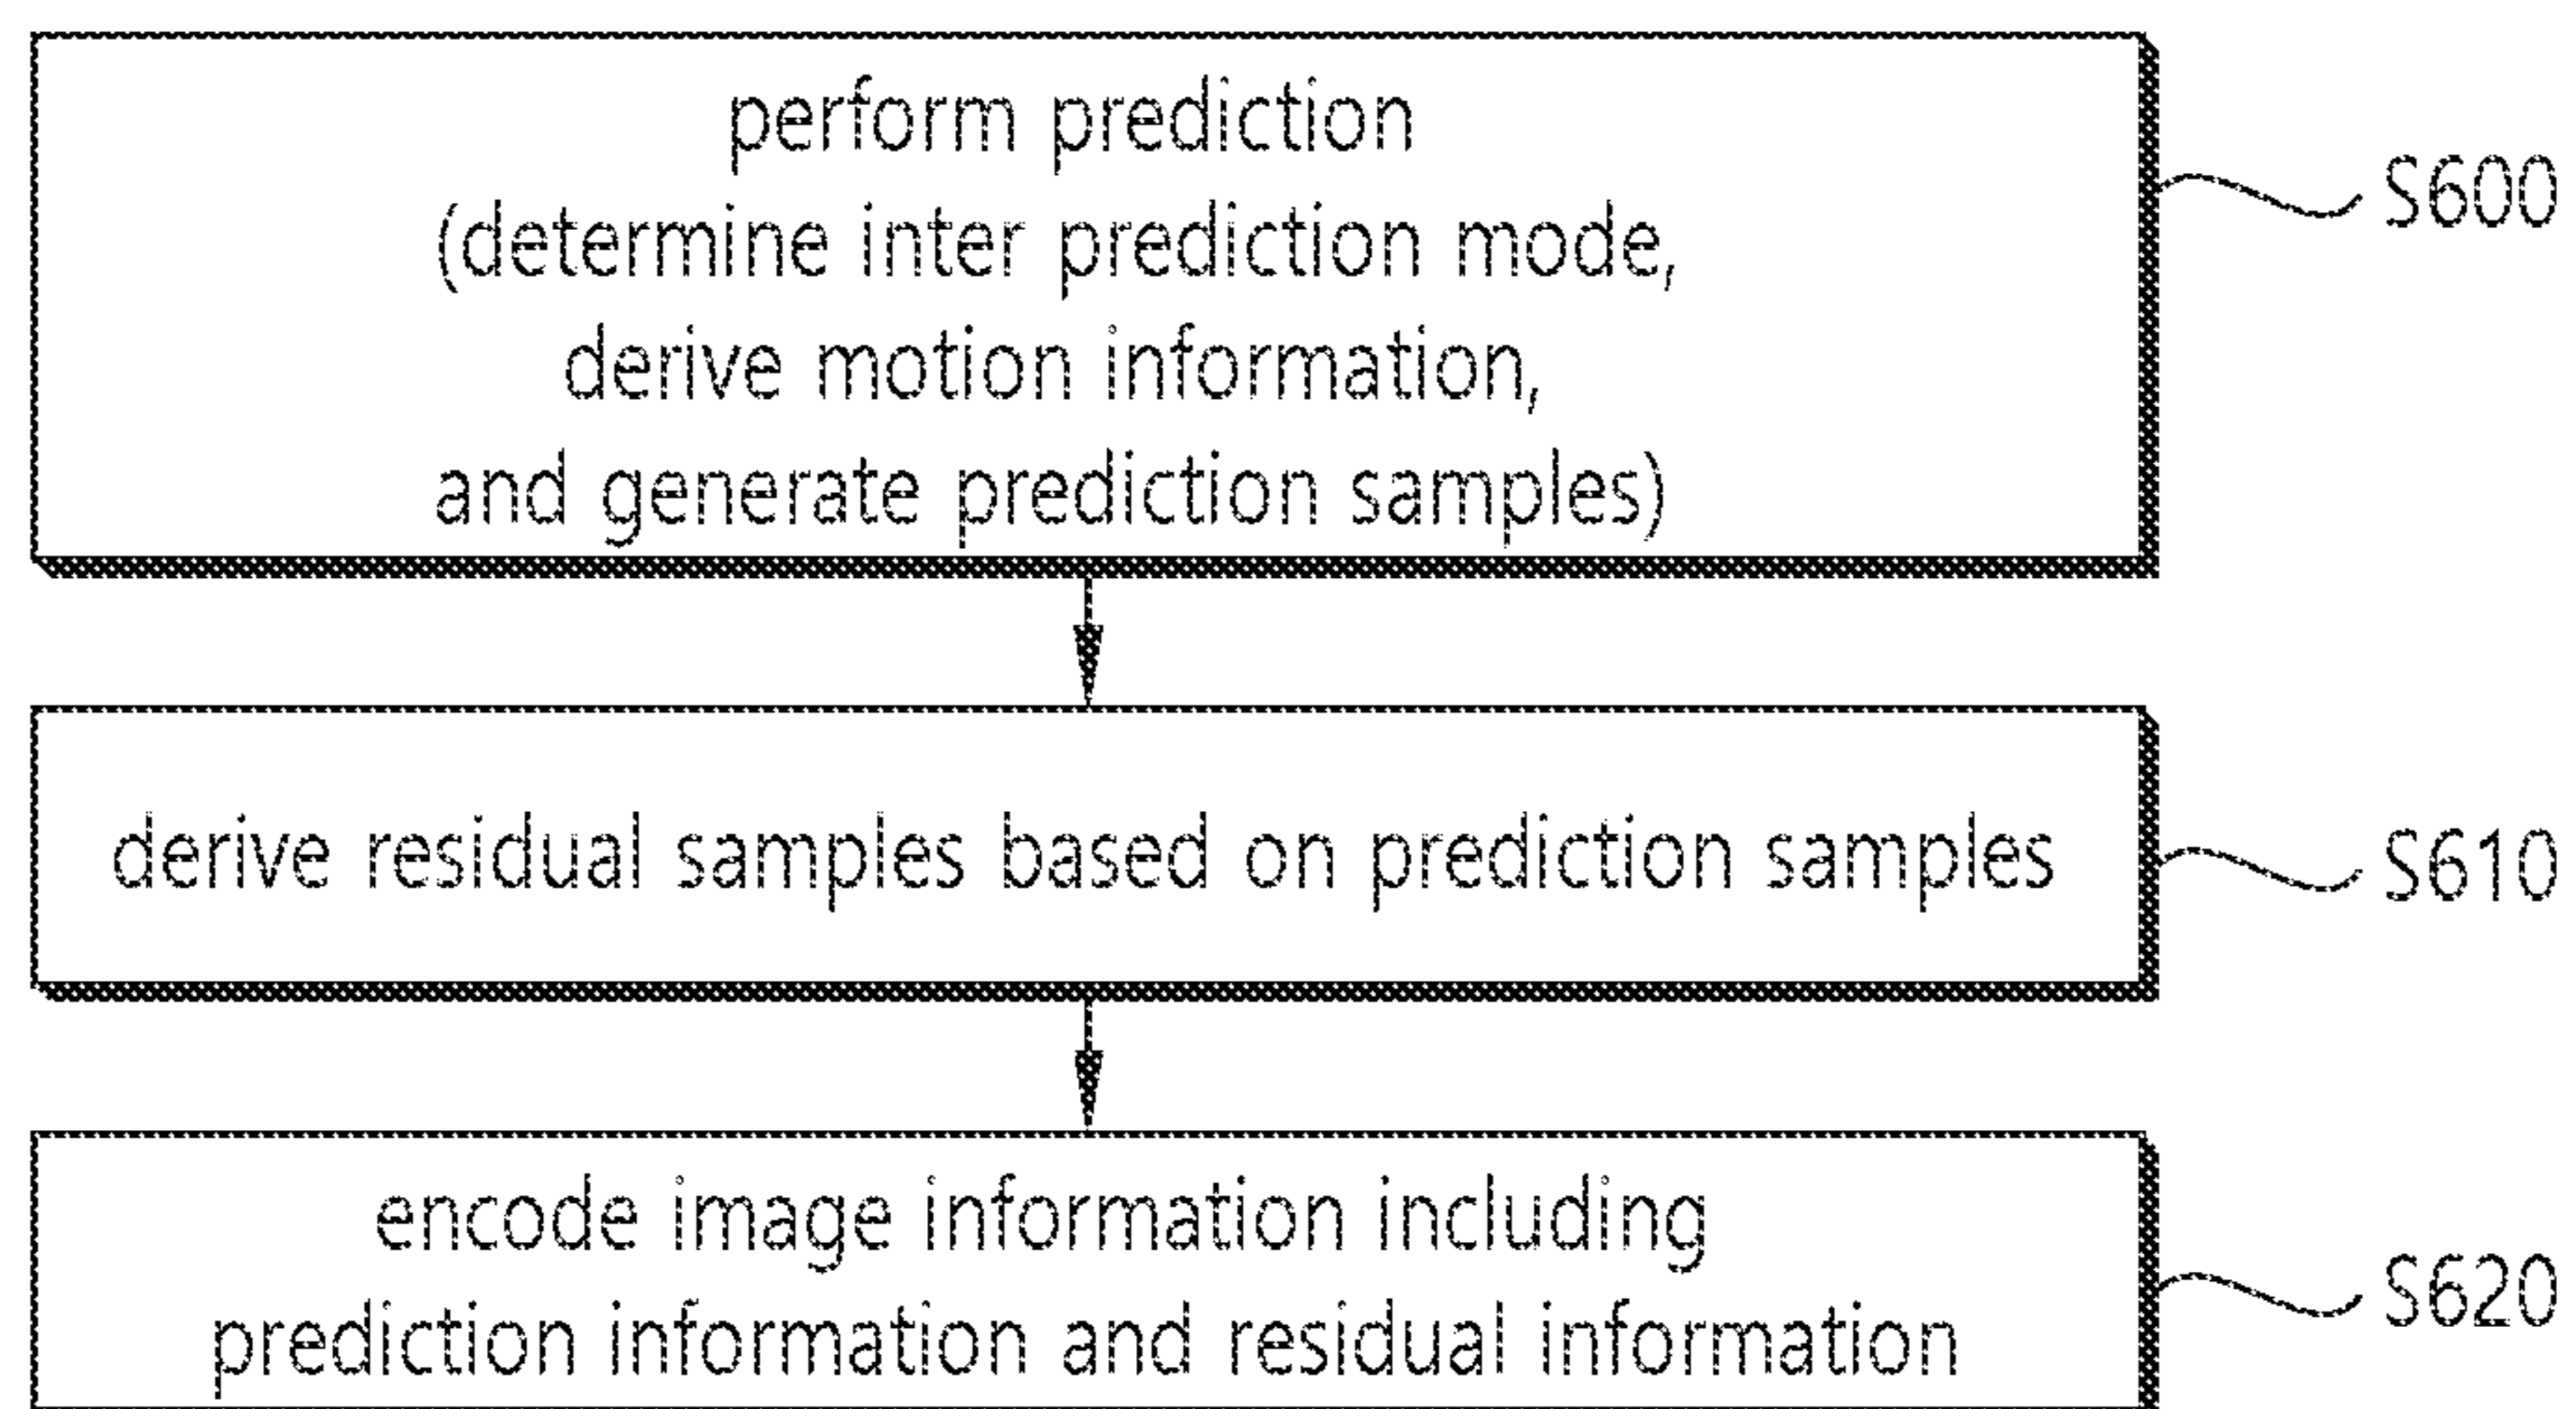 perform prediction
(determine inter prediction mode,
derive motion information,
and generate prediction samples)
S600
derive residual samples based on prediction samples
S610
encode image information including
prediction information and residual information
S620